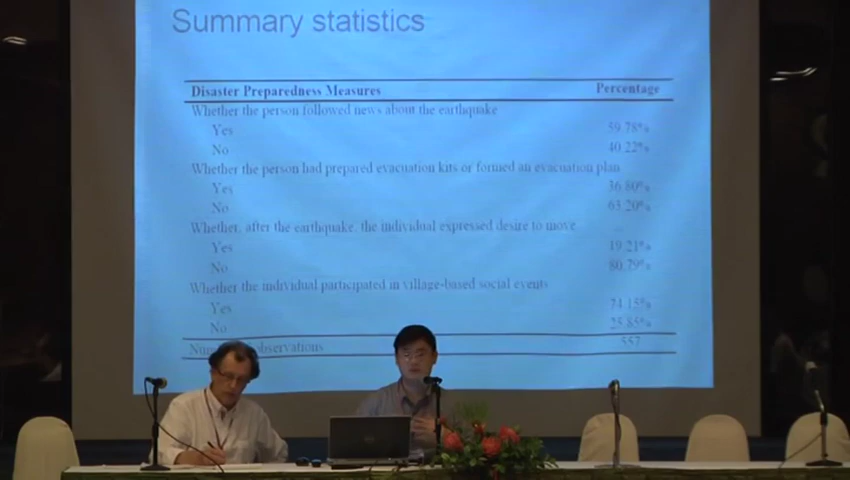 Summary statistics
Disaster Preparedness Measures Percentage
Whether the person followed news about the earthquake
Yes 59.78%
No 40.22%
Whether the person had prepared evacuation kits or formed an evacuation plan
Yes 36.80%
No 63.20%
Whether, after the earthquake, the individual expressed desire to move
Yes 19.21%
No 80.79%
Whether the individual participated in village-based social events
Yes 74.15%
No 25.85%
observations 557